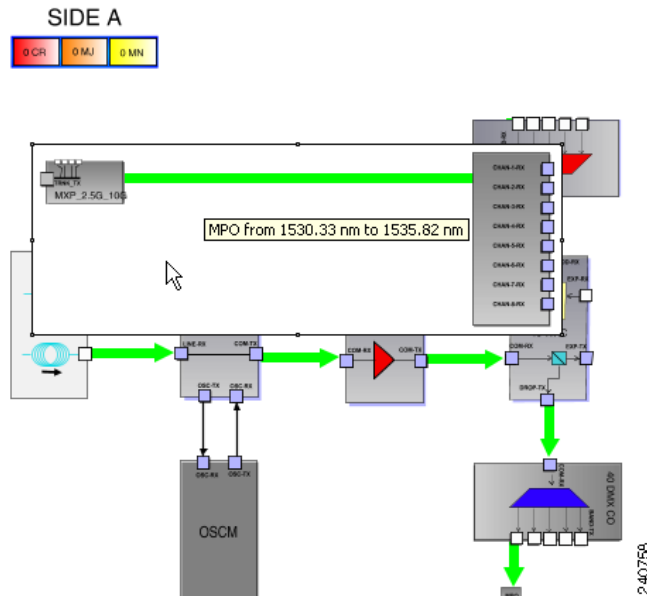 SIDE A
0 CR 0 MJ 0 MN
MXP_2.5G_10G
CHAN-1-RX
CHAN-2-RX
CHAN-3-RX
CHAN-4-RX
CHAN-5-RX
CHAN-6-RX
CHAN-7-RX
CHAN-8-RX
MPO from 1530.33 nm to 1535.82 nm
EXP-RX
LINE-RX COM-TX
COM-RX COM-TX
COM-RX EXP-TX
DROP-TX
OSC-TX OSC-RX
OSC-RX OSC-TX
OSCM
COM-RX
40 DMX CO
240758